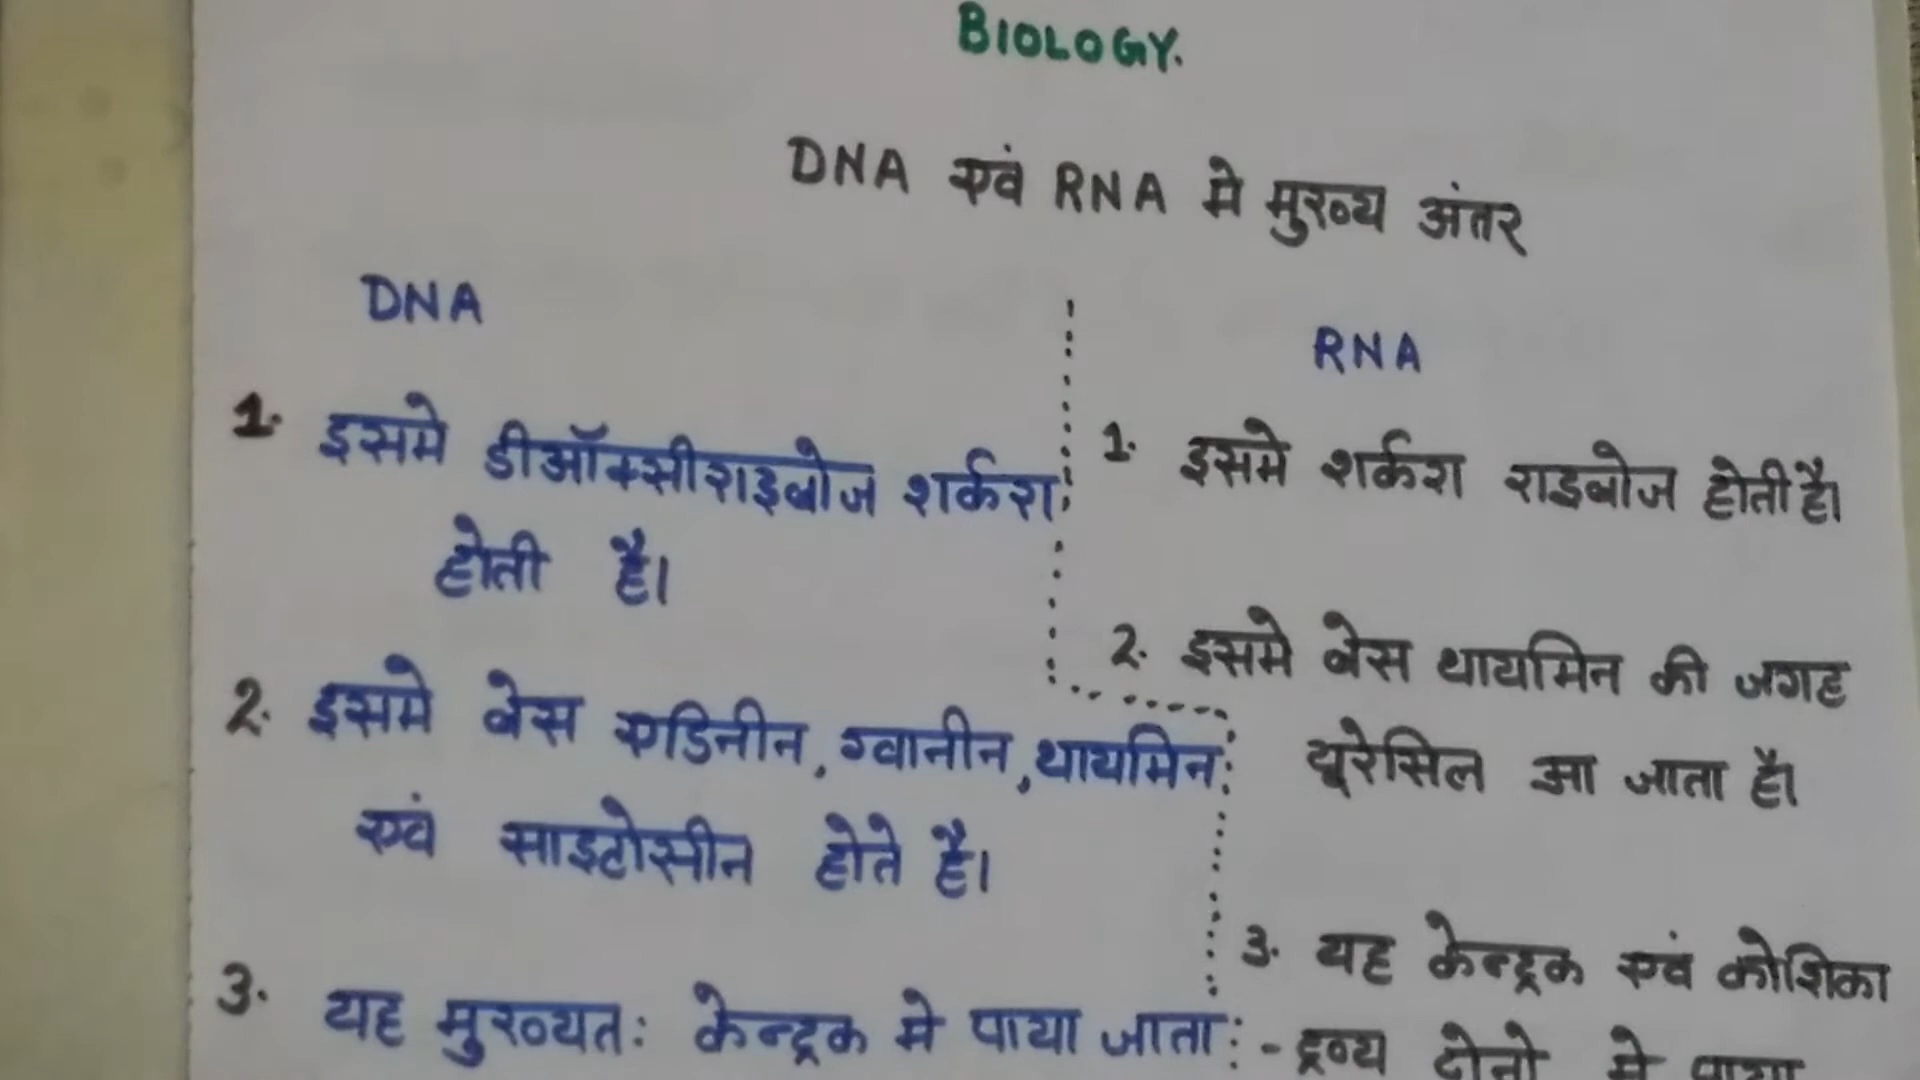 BIOLOGY.
DNA एवं RNA मे मुख्य अंतर
DNA
1. इसमे डीऑक्सीराइबोज शर्करा
होती है।
2. इसमे बेस एडिनीन, ग्वानीन, थायमिन
एवं साइटोसीन होते है।
3. यह मुख्यतः केन्द्रक मे पाया जाता
RNA
1. इसमे शर्करा राइबोज होती है।
2. इसमे बेस थायमिन की जगह
यूरेसिल आ जाता है।
3. यह केन्द्रक एवं कोशिका
-द्रव्य दोनो मे पाया